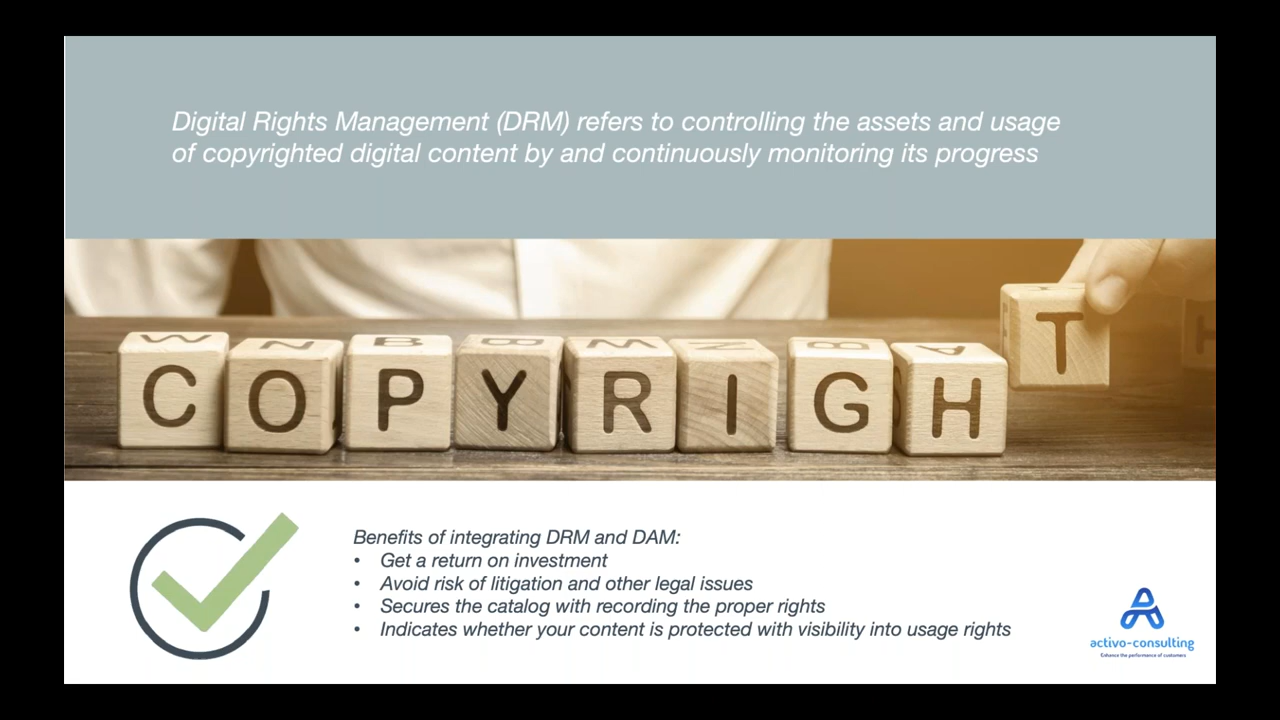 Digital Rights Management (DRM) refers to controlling the assets and usage
of copyrighted digital content by and continuously monitoring its progress
W N B B W N B A
COPYRIGHT
H
Benefits of integrating DRM and DAM:
• Get a return on investment
• Avoid risk of litigation and other legal issues
• Secures the catalog with recording the proper rights
• Indicates whether your content is protected with visibility into usage rights
activo-consulting
Enhance the performance of customers